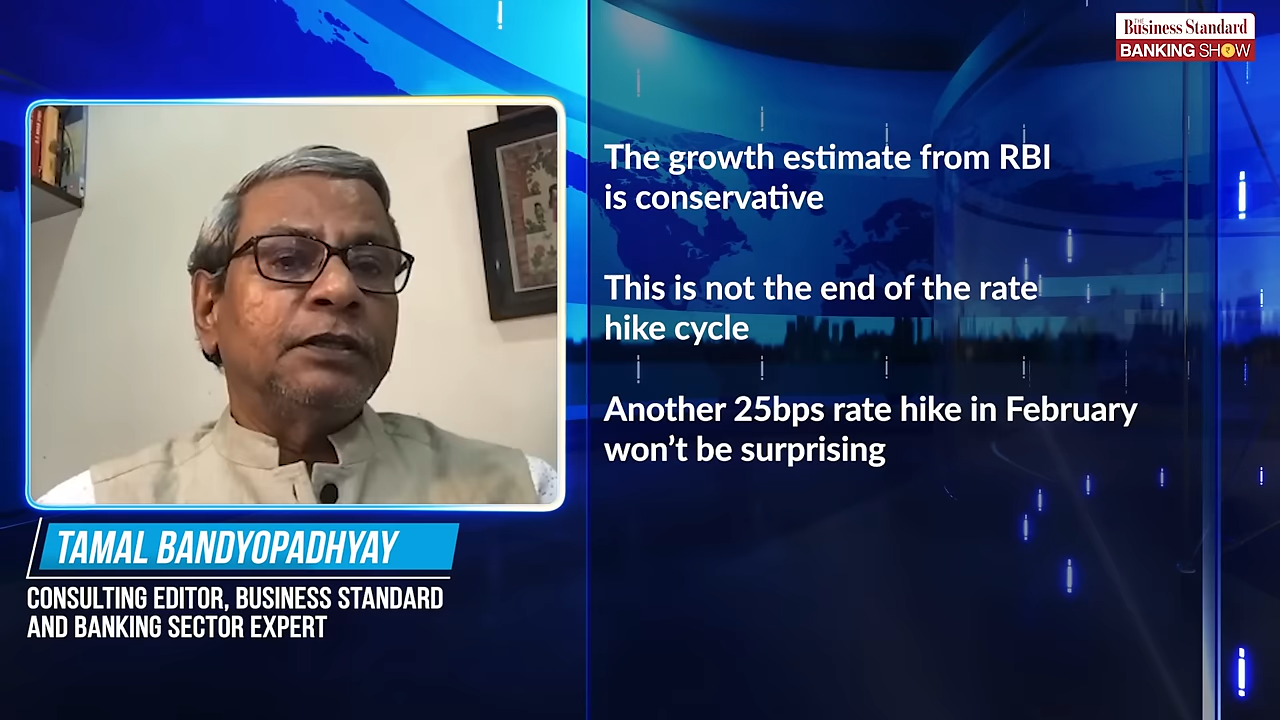 THE
Business Standard
BANKING SHOW
The growth estimate from RBI
is conservative
This is not the end of the rate
hike cycle
Another 25bps rate hike in February
won't be surprising
TAMAL BANDYOPADHYAY
CONSULTING EDITOR, BUSINESS STANDARD
AND BANKING SECTOR EXPERT